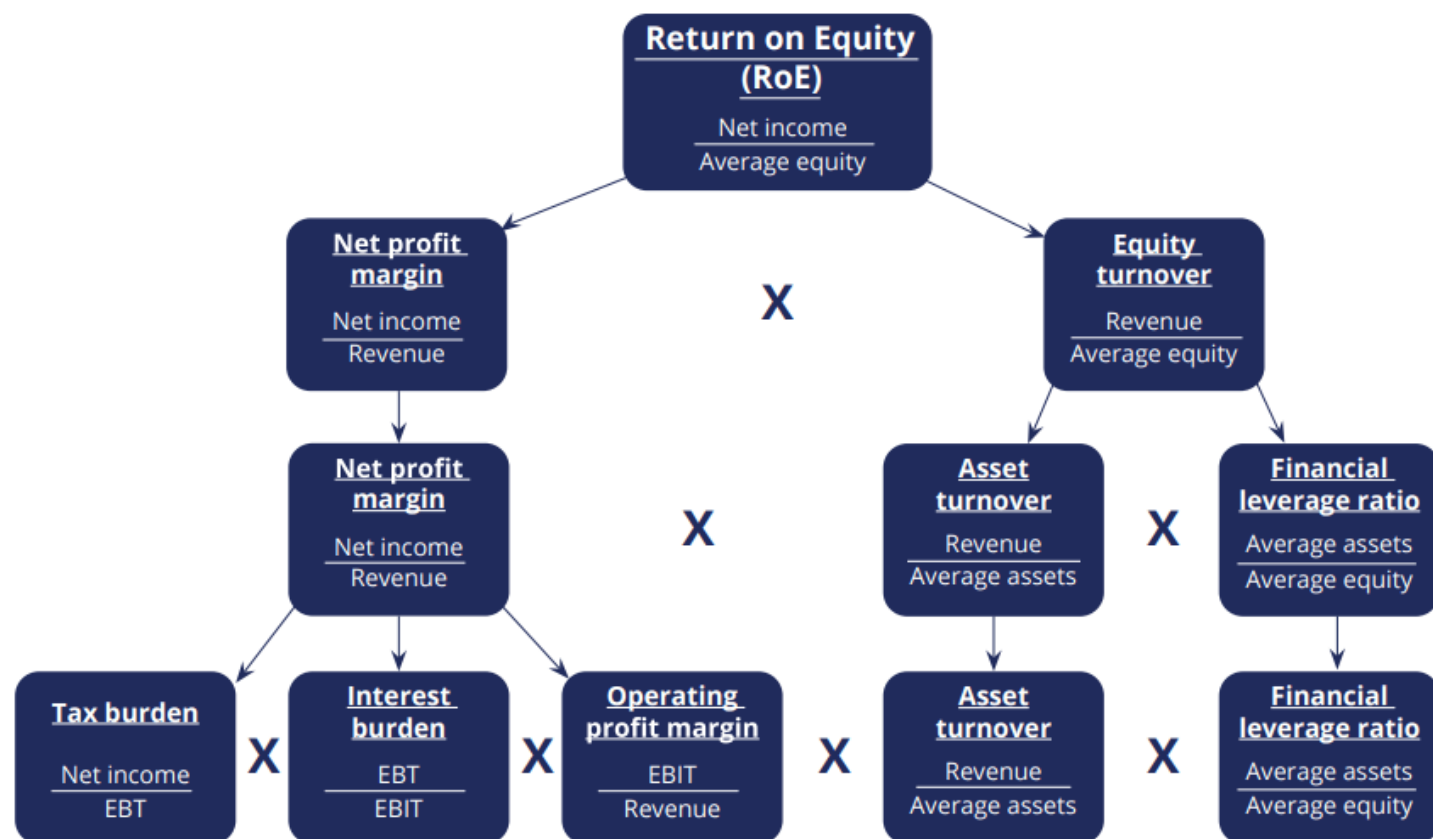 Return on Equity
(RoE)
Net income
Average equity
Net profit
margin
Net income
Revenue
X
Equity
turnover
Revenue
Average equity
Net profit
margin
Net income
Revenue
X
Asset
turnover
Revenue
Average assets
X
Financial
leverage ratio
Average assets
Average equity
Tax burden
Net income
EBT
X
Interest
burden
EBT
EBIT
X
Operating
profit margin
EBIT
Revenue
X
Asset
turnover
Revenue
Average assets
X
Financial
leverage ratio
Average assets
Average equity